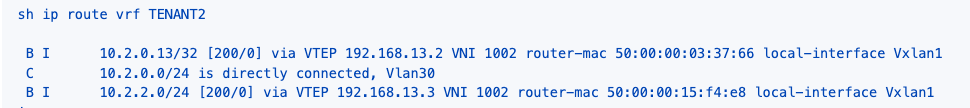 sh ip route vrf TENANT2
B I 10.2.0.13/32 [200/0] via VTEP 192.168.13.2 VNI 1002 router-mac 50:00:00:03:37:66 local-interface Vxlan1
C 10.2.0.0/24 is directly connected, Vlan30
B I 10.2.2.0/24 [200/0] via VTEP 192.168.13.3 VNI 1002 router-mac 50:00:00:15:f4:e8 local-interface Vxlan1